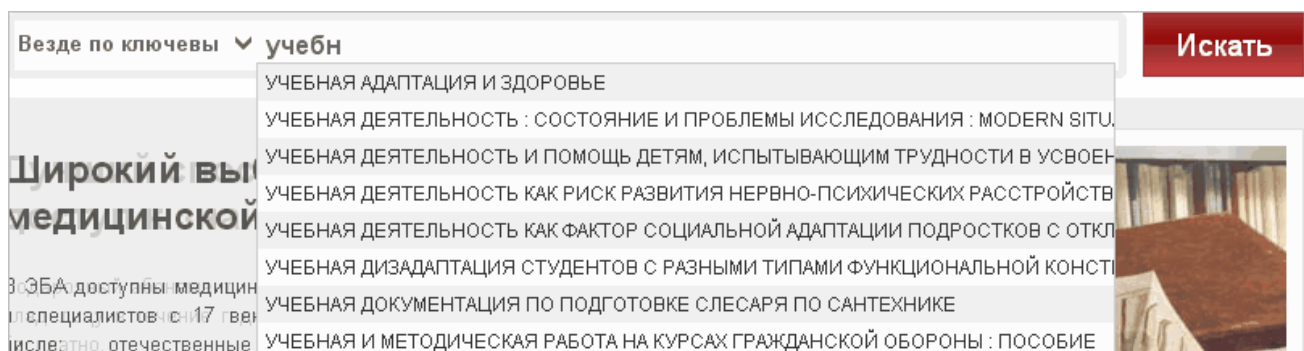 Везде по ключевы учебн Искать
УЧЕБНАЯ АДАПТАЦИЯ И ЗДОРОВЬЕ
УЧЕБНАЯ ДЕЯТЕЛЬНОСТЬ : СОСТОЯНИЕ И ПРОБЛЕМЫ ИССЛЕДОВАНИЯ : MODERN SITU
УЧЕБНАЯ ДЕЯТЕЛЬНОСТЬ И ПОМОЩЬ ДЕТЯМ, ИСПЫТЫВАЮЩИМ ТРУДНОСТИ В УСВОЕН
УЧЕБНАЯ ДЕЯТЕЛЬНОСТЬ КАК РИСК РАЗВИТИЯ НЕРВНО-ПСИХИЧЕСКИХ РАССТРОЙСТВ
УЧЕБНАЯ ДЕЯТЕЛЬНОСТЬ КАК ФАКТОР СОЦИАЛЬНОЙ АДАПТАЦИИ ПОДРОСТКОВ С ОТКЛ
УЧЕБНАЯ ДИЗАДАПТАЦИЯ СТУДЕНТОВ С РАЗНЫМИ ТИПАМИ ФУНКЦИОНАЛЬНОЙ КОНСТ
УЧЕБНАЯ ДОКУМЕНТАЦИЯ ПО ПОДГОТОВКЕ СЛЕСАРЯ ПО САНТЕХНИКЕ
УЧЕБНАЯ И МЕТОДИЧЕСКАЯ РАБОТА НА КУРСАХ ГРАЖДАНСКОЙ ОБОРОНЫ : ПОСОБИЕ
Широкий выб
медицинской
В ЭБА доступны медицин
специалистов с 17 век
числе: отечественные